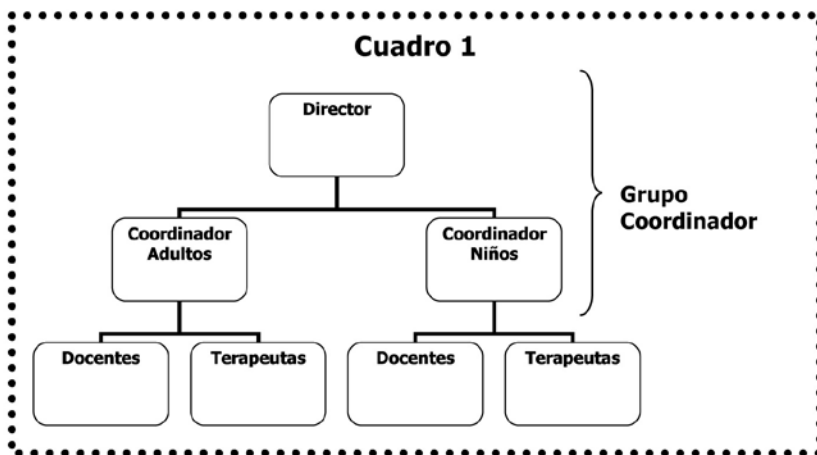 Cuadro 1
Director
Grupo
Coordinador
Coordinador
Adultos
Coordinador
Niños
Docentes
Terapeutas
Docentes
Terapeutas